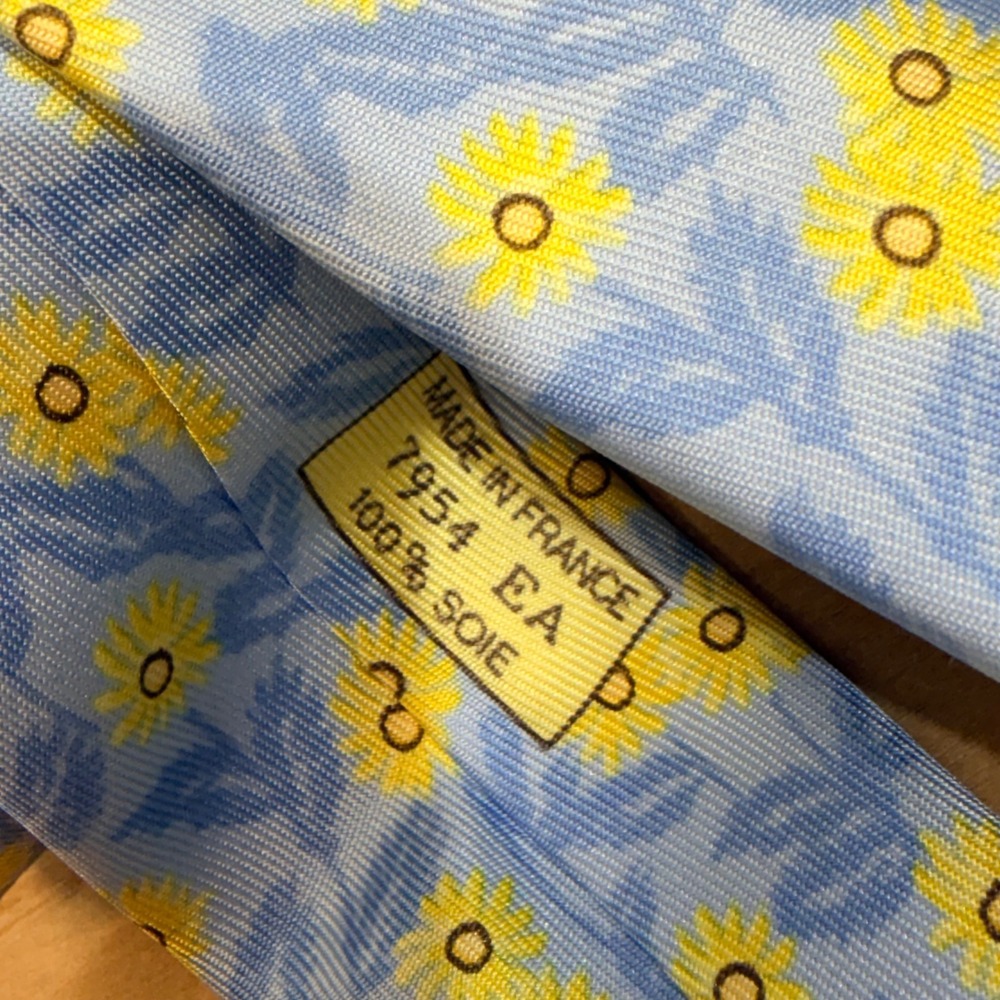 MADE IN FRANCE
7954 EA
100% SOIE